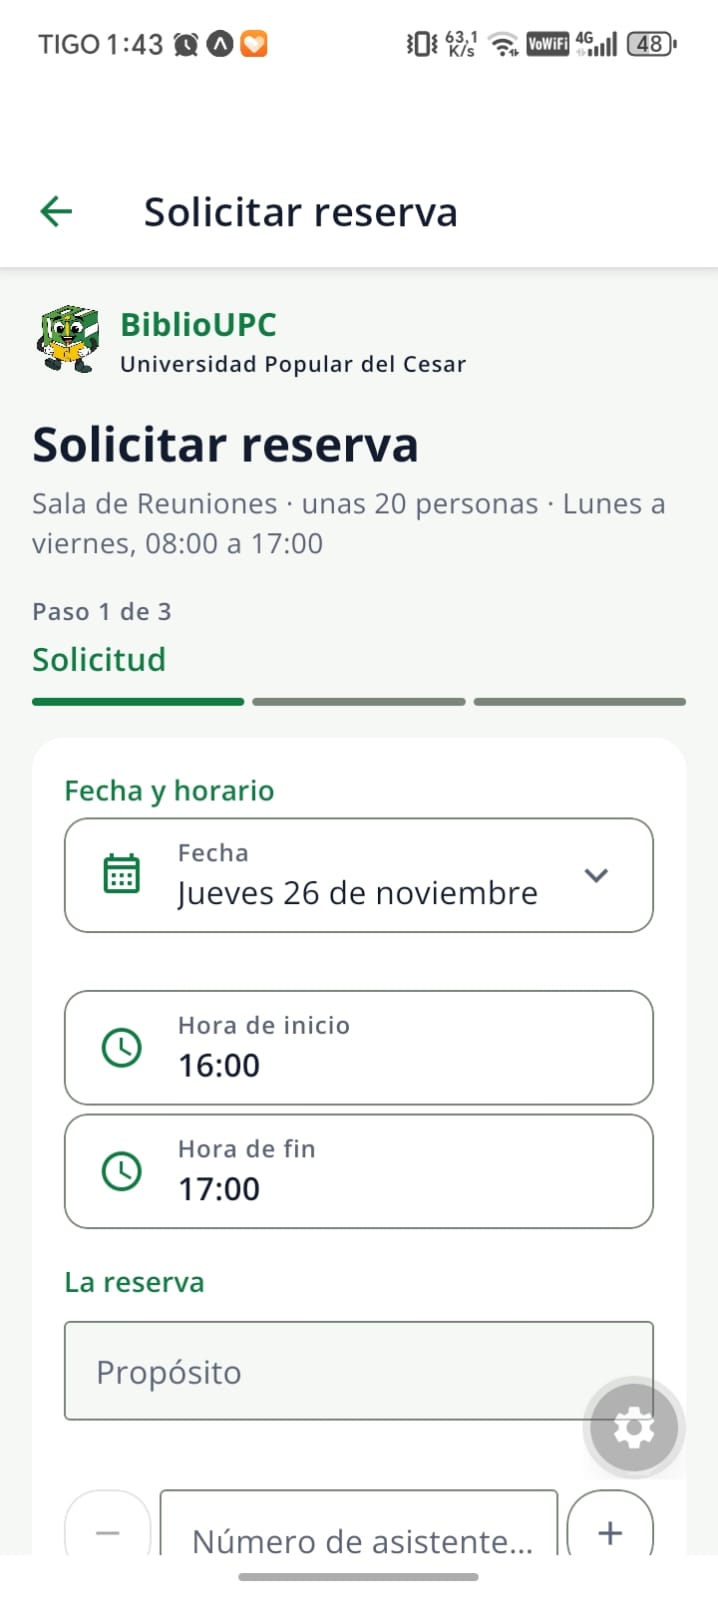 TIGO 1:43
63,1 K/s VoWiFi 4G 48
Solicitar reserva
BiblioUPC
Universidad Popular del Cesar
Solicitar reserva
Sala de Reuniones · unas 20 personas · Lunes a
viernes, 08:00 a 17:00
Paso 1 de 3
Solicitud
Fecha y horario
Fecha
Jueves 26 de noviembre
Hora de inicio
16:00
Hora de fin
17:00
La reserva
Propósito
Número de asistente...